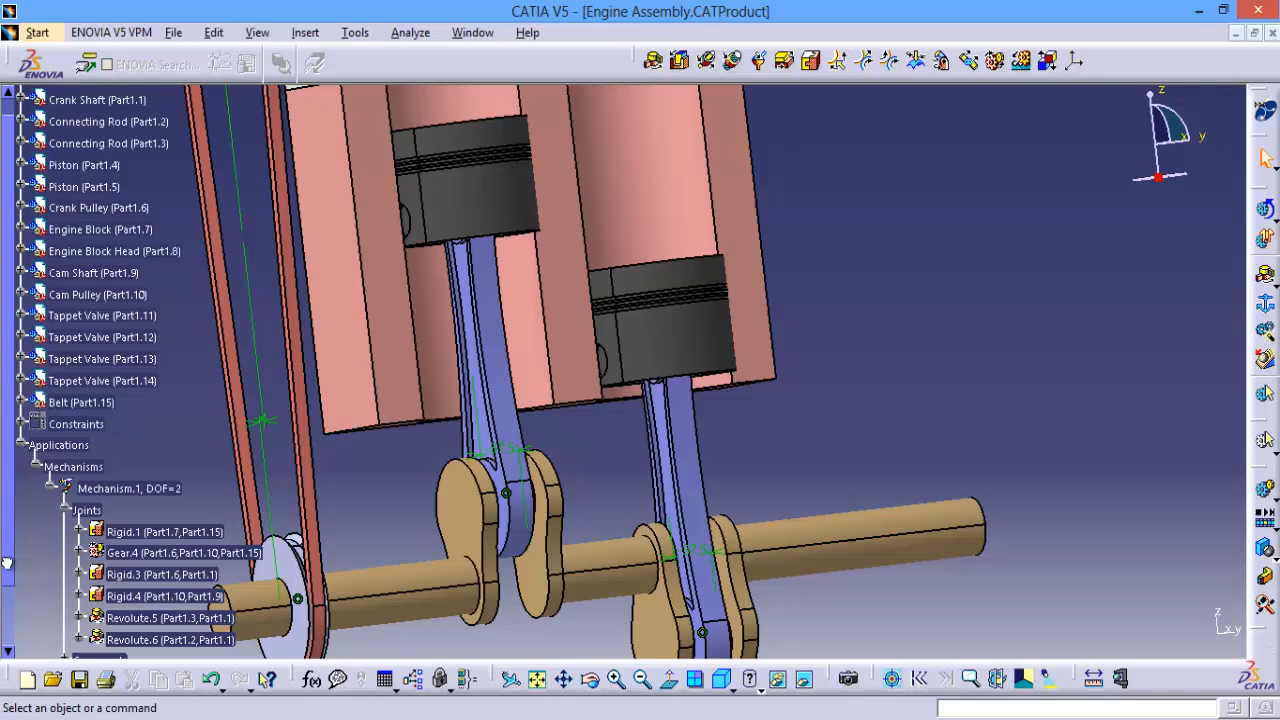 CATIA V5 - [Engine Assembly.CATProduct]
Start ENOVIA V5 VPM File Edit View Insert Tools Analyze Window Help
ENOVIA ENOVIA Search...
Crank Shaft (Part1.1)
Connecting Rod (Part1.2)
Connecting Rod (Part1.3)
Piston (Part1.4)
Piston (Part1.5)
Crank Pulley (Part1.6)
Engine Block (Part1.7)
Engine Block Head (Part1.8)
Cam Shaft (Part1.9)
Cam Pulley (Part1.10)
Tappet Valve (Part1.11)
Tappet Valve (Part1.12)
Tappet Valve (Part1.13)
Tappet Valve (Part1.14)
Belt (Part1.15)
Constraints
Applications
Mechanisms
Mechanism.1, DOF=2
Joints
Rigid.1 (Part1.7,Part1.15)
Gear.4 (Part1.6,Part1.10,Part1.15)
Rigid.3 (Part1.6,Part1.1)
Rigid.4 (Part1.10,Part1.9)
Revolute.5 (Part1.3,Part1.1)
Revolute.6 (Part1.2,Part1.1)
z
x y
z
x y
f(x)
CATIA
Select an object or a command